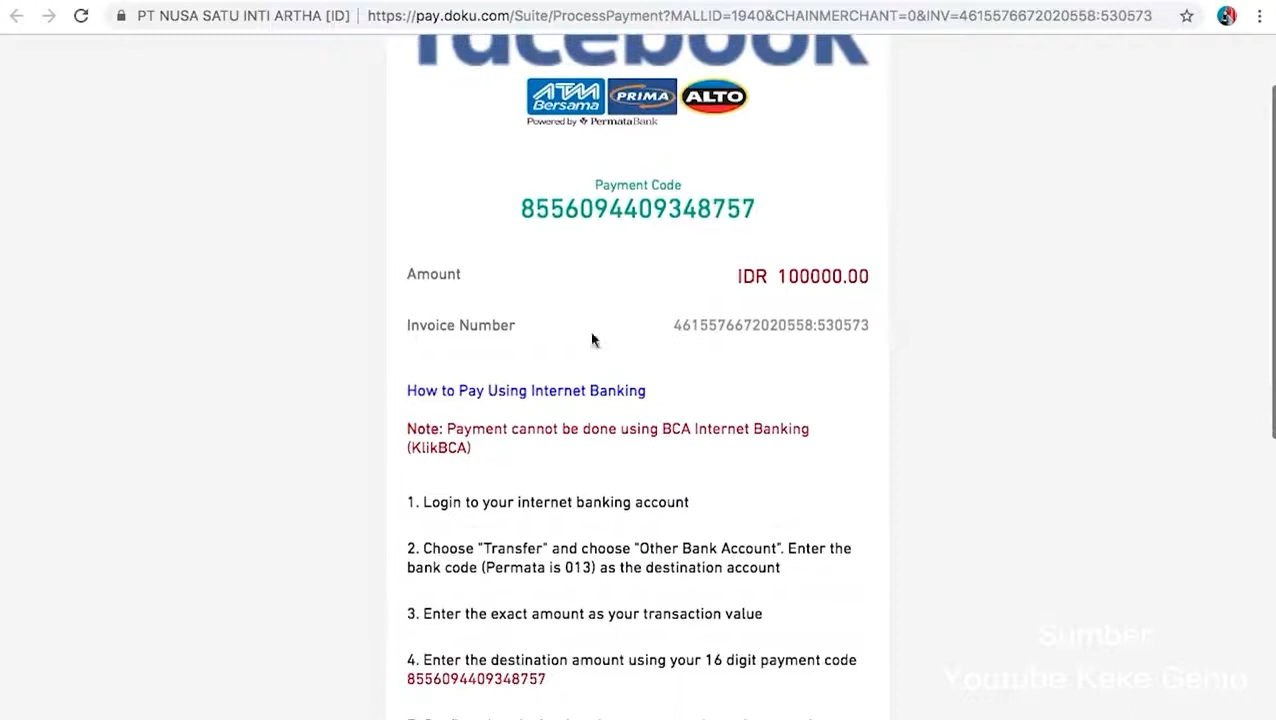 PT NUSA SATU INTI ARTHA [ID]
https://pay.doku.com/Suite/ProcessPayment?MALLID=1940&CHAINMERCHANT=0&INV=4615576672020558:530573
facebook
ATM Bersama PRIMA ALTO
Powered by PermataBank
Payment Code
8556094409348757
Amount IDR 100000.00
Invoice Number 4615576672020558:530573
How to Pay Using Internet Banking
Note: Payment cannot be done using BCA Internet Banking
(KlikBCA)
1. Login to your internet banking account
2. Choose "Transfer" and choose "Other Bank Account". Enter the
bank code (Permata is 013) as the destination account
3. Enter the exact amount as your transaction value
4. Enter the destination amount using your 16 digit payment code
8556094409348757
Sumber
Youtube Keke Genio